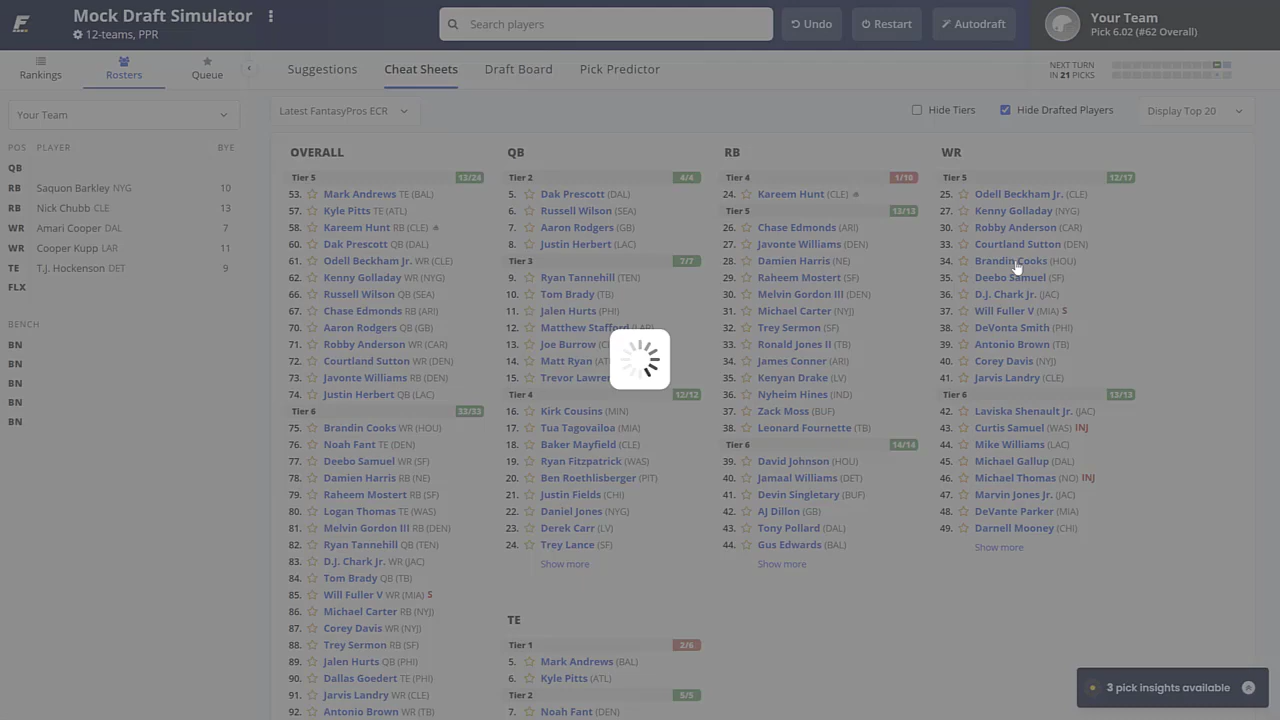 Mock Draft Simulator
12-teams, PPR
Search players
Undo
Restart
Autodraft
Your Team
Pick 6.02 (#62 Overall)
Rankings
Rosters
Queue
Suggestions
Cheat Sheets
Draft Board
Pick Predictor
NEXT TURN
IN 21 PICKS
Your Team
Latest FantasyPros ECR
Hide Tiers
Hide Drafted Players
Display Top 20
POS PLAYER BYE
QB
RB Saquon Barkley NYG 10
RB Nick Chubb CLE 13
WR Amari Cooper DAL 7
WR Cooper Kupp LAR 11
TE T.J. Hockenson DET 9
FLX
BENCH
BN
BN
BN
BN
BN
OVERALL
Tier 5 13/24
53. Mark Andrews TE (BAL)
57. Kyle Pitts TE (ATL)
58. Kareem Hunt RB (CLE)
60. Dak Prescott QB (DAL)
61. Odell Beckham Jr. WR (CLE)
62. Kenny Golladay WR (NYG)
66. Russell Wilson QB (SEA)
67. Chase Edmonds RB (ARI)
70. Aaron Rodgers QB (GB)
71. Robby Anderson WR (CAR)
72. Courtland Sutton WR (DEN)
73. Javonte Williams RB (DEN)
74. Justin Herbert QB (LAC)
Tier 6 33/33
75. Brandin Cooks WR (HOU)
76. Noah Fant TE (DEN)
77. Deebo Samuel WR (SF)
78. Damien Harris RB (NE)
79. Raheem Mostert RB (SF)
80. Logan Thomas TE (WAS)
81. Melvin Gordon III RB (DEN)
82. Ryan Tannehill QB (TEN)
83. D.J. Chark Jr. WR (JAC)
84. Tom Brady QB (TB)
85. Will Fuller V WR (MIA) S
86. Michael Carter RB (NYJ)
87. Corey Davis WR (NYJ)
88. Trey Sermon RB (SF)
89. Jalen Hurts QB (PHI)
90. Dallas Goedert TE (PHI)
91. Jarvis Landry WR (CLE)
92. Antonio Brown WR (TB)
QB
Tier 2 4/4
5. Dak Prescott (DAL)
6. Russell Wilson (SEA)
7. Aaron Rodgers (GB)
8. Justin Herbert (LAC)
Tier 3 7/7
9. Ryan Tannehill (TEN)
10. Tom Brady (TB)
11. Jalen Hurts (PHI)
12. Matthew Stafford (LAR)
13. Joe Burrow
14. Matt Ryan
15. Trevor
Tier 4 12/12
16. Kirk Cousins (MIN)
17. Tua Tagovailoa (MIA)
18. Baker Mayfield (CLE)
19. Ryan Fitzpatrick (WAS)
20. Ben Roethlisberger (PIT)
21. Justin Fields (CHI)
22. Daniel Jones (NYG)
23. Derek Carr (LV)
24. Trey Lance (SF)
Show more
TE
Tier 1 2/6
5. Mark Andrews (BAL)
6. Kyle Pitts (ATL)
Tier 2 5/5
7. Noah Fant (DEN)
RB
Tier 4 1/10
24. Kareem Hunt (CLE)
Tier 5 13/13
26. Chase Edmonds (ARI)
27. Javonte Williams (DEN)
28. Damien Harris (NE)
29. Raheem Mostert (SF)
30. Melvin Gordon III (DEN)
31. Michael Carter (NYJ)
32. Trey Sermon (SF)
33. Ronald Jones II (TB)
34. James Conner (ARI)
35. Kenyan Drake (LV)
36. Nyheim Hines (IND)
37. Zack Moss (BUF)
38. Leonard Fournette (TB)
Tier 6 14/14
39. David Johnson (HOU)
40. Jamaal Williams (DET)
41. Devin Singletary (BUF)
42. AJ Dillon (GB)
43. Tony Pollard (DAL)
44. Gus Edwards (BAL)
Show more
WR
Tier 5 12/17
25. Odell Beckham Jr. (CLE)
27. Kenny Golladay (NYG)
30. Robby Anderson (CAR)
33. Courtland Sutton (DEN)
34. Brandin Cooks (HOU)
35. Deebo Samuel (SF)
36. D.J. Chark Jr. (JAC)
37. Will Fuller V (MIA) S
38. DeVonta Smith (PHI)
39. Antonio Brown (TB)
40. Corey Davis (NYJ)
41. Jarvis Landry (CLE)
Tier 6 13/13
42. Laviska Shenault Jr. (JAC)
43. Curtis Samuel (WAS) INJ
44. Mike Williams (LAC)
45. Michael Gallup (DAL)
46. Michael Thomas (NO) INJ
47. Marvin Jones Jr. (JAC)
48. DeVante Parker (MIA)
49. Darnell Mooney (CHI)
Show more
3 pick insights available